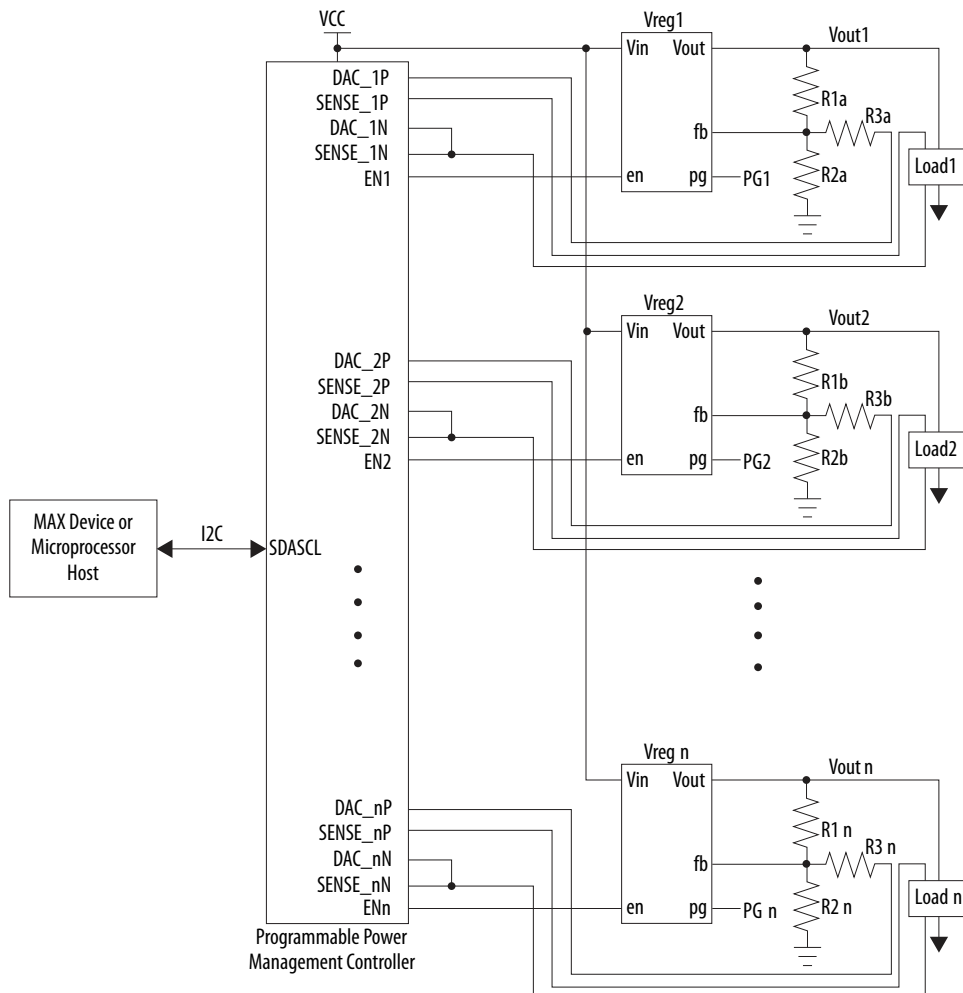 VCC
DAC_1P
SENSE_1P
DAC_1N
SENSE_1N
EN1
Vreg1
Vin
Vout
fb
en
pg
PG1
Vout1
R1a
R3a
R2a
Load1
DAC_2P
SENSE_2P
DAC_2N
SENSE_2N
EN2
Vreg2
Vin
Vout
fb
en
pg
PG2
Vout2
R1b
R3b
R2b
Load2
MAX Device or
Microprocessor
Host
I2C
SDASCL
DAC_nP
SENSE_nP
DAC_nN
SENSE_nN
ENn
Vreg n
Vin
Vout
fb
en
pg
PG n
Vout n
R1 n
R3 n
R2 n
Load n
Programmable Power
Management Controller